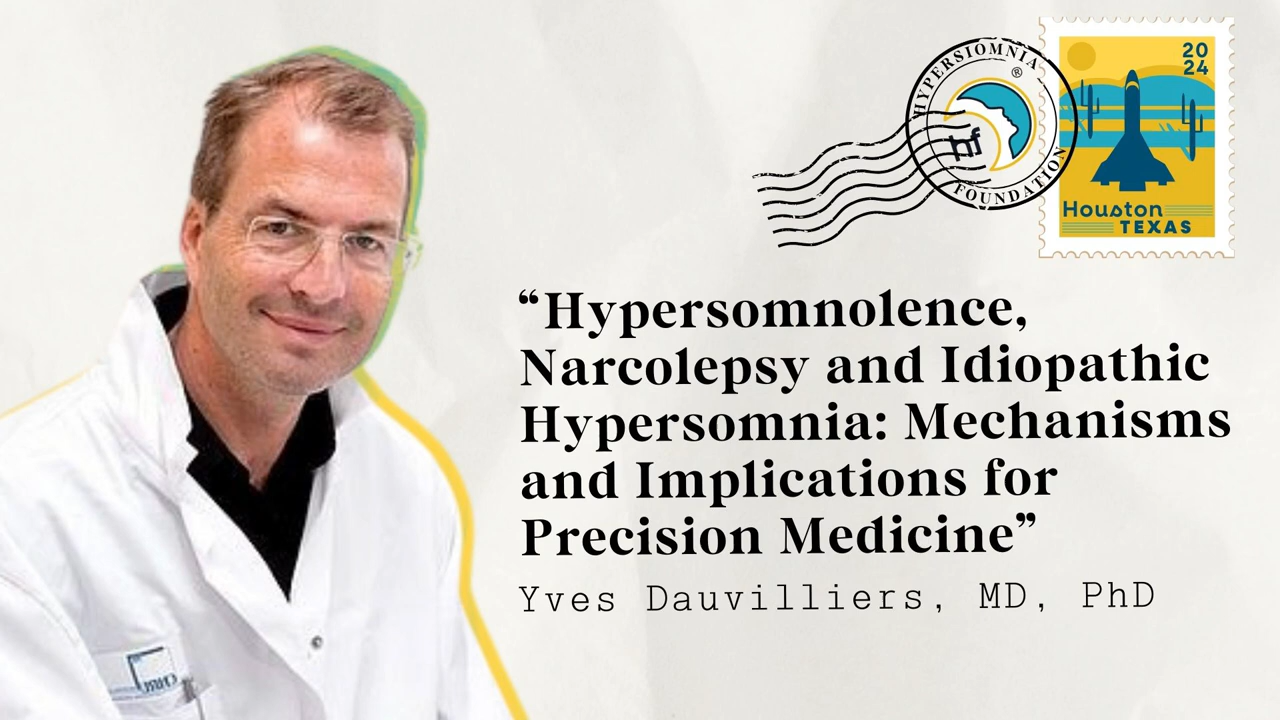 HYPERSOMNIA
®
hf
FOUNDATION
20
24
Houston
TEXAS
“Hypersomnolence,
Narcolepsy and Idiopathic
Hypersomnia: Mechanisms
and Implications for
Precision Medicine”
Yves Dauvilliers, MD, PhD